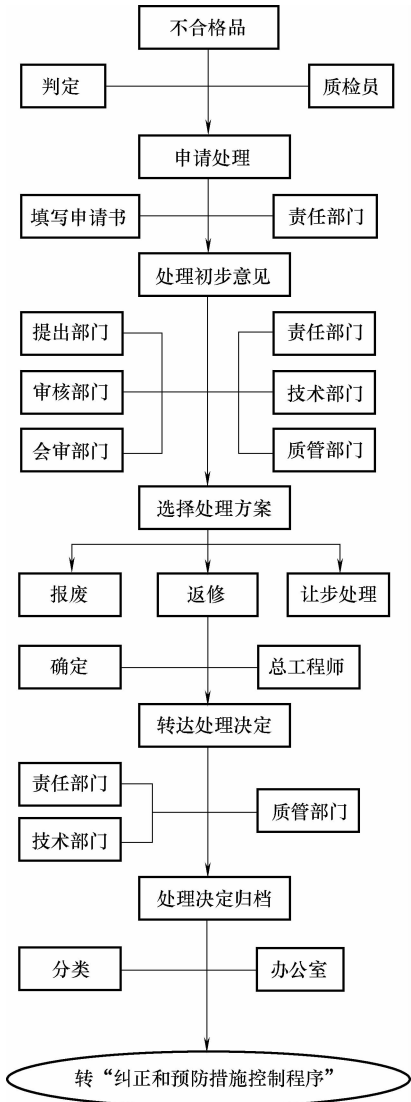 不合格品
判定
质检员
申请处理
填写申请书
责任部门
处理初步意见
提出部门
责任部门
审核部门
技术部门
会审部门
质管部门
选择处理方案
报废
返修
让步处理
确定
总工程师
转达处理决定
责任部门
质管部门
技术部门
处理决定归档
分类
办公室
转“纠正和预防措施控制程序”